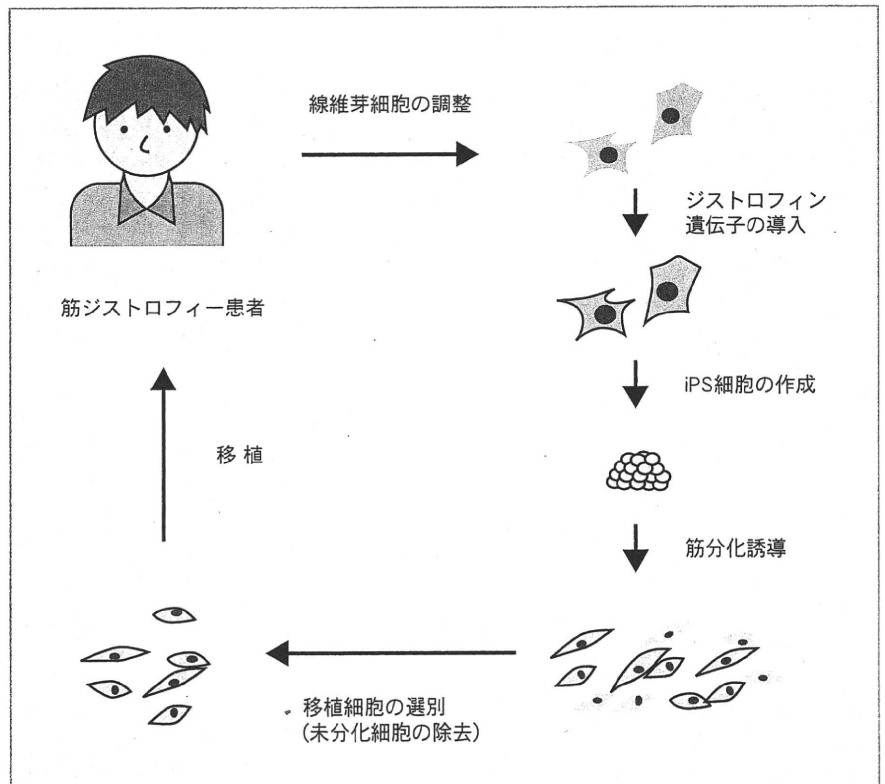 線維芽細胞の調整
ジストロフィン
遺伝子の導入
筋ジストロフィー患者
iPS細胞の作成
移 植
筋分化誘導
移植細胞の選別
(未分化細胞の除去)